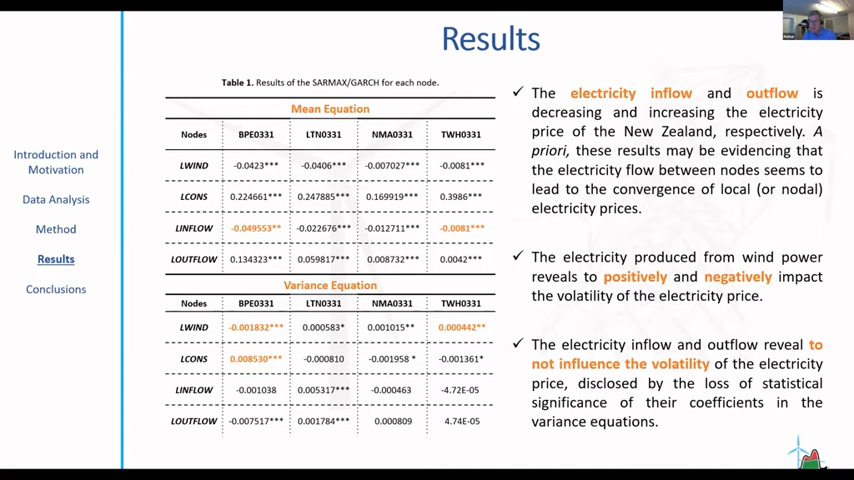 Results
Introduction and
Motivation
Data Analysis
Method
Results
Conclusions
Table 1. Results of the SARMAX/GARCH for each node.
Mean Equation
Nodes BPE0331 LTN0331 NMA0331 TWH0331
LWIND -0.0423*** -0.0406*** -0.007027*** -0.0081***
LCONS 0.224661*** 0.247885*** 0.169919*** 0.3986***
LINFLOW -0.049553** -0.022676*** -0.012711*** -0.0081***
LOUTFLOW 0.134323*** 0.059817*** 0.008732*** 0.0042***
Variance Equation
Nodes BPE0331 LTN0331 NMA0331 TWH0331
LWIND -0.001832*** 0.000583* 0.001015** 0.000442**
LCONS 0.008530*** -0.000810 -0.001958 * -0.001361*
LINFLOW -0.001038 0.005317*** -0.000463 -4.72E-05
LOUTFLOW -0.007517*** 0.001784*** 0.000809 4.74E-05
✓ The electricity inflow and outflow is
decreasing and increasing the electricity
price of the New Zealand, respectively. A
priori, these results may be evidencing that
the electricity flow between nodes seems to
lead to the convergence of local (or nodal)
electricity prices.
✓ The electricity produced from wind power
reveals to positively and negatively impact
the volatility of the electricity price.
✓ The electricity inflow and outflow reveal to
not influence the volatility of the electricity
price, disclosed by the loss of statistical
significance of their coefficients in the
variance equations.